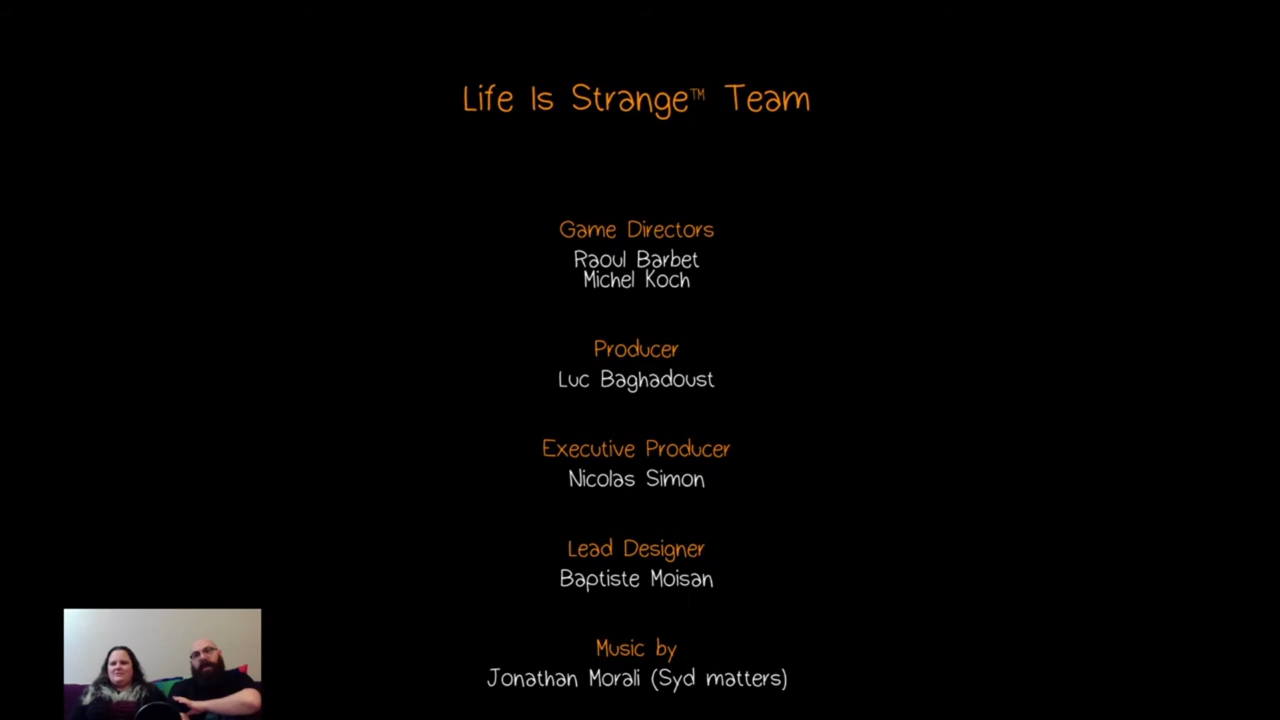 Life Is Strange™ Team
Game Directors
Raoul Barbet
Michel Koch
Producer
Luc Baghadoust
Executive Producer
Nicolas Simon
Lead Designer
Baptiste Moisan
Music by
Jonathan Morali (Syd matters)